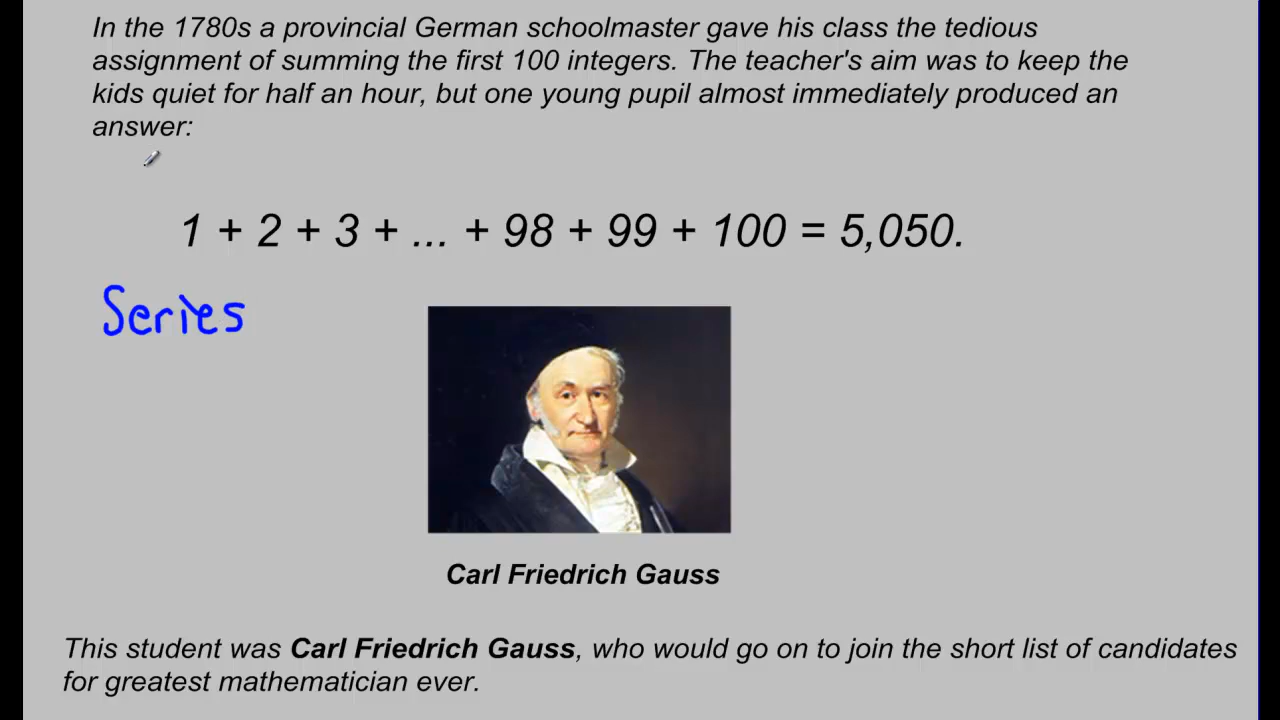 In the 1780s a provincial German schoolmaster gave his class the tedious
assignment of summing the first 100 integers. The teacher's aim was to keep the
kids quiet for half an hour, but one young pupil almost immediately produced an
answer:
1 + 2 + 3 + ... + 98 + 99 + 100 = 5,050.
Series
Carl Friedrich Gauss
This student was Carl Friedrich Gauss, who would go on to join the short list of candidates
for greatest mathematician ever.